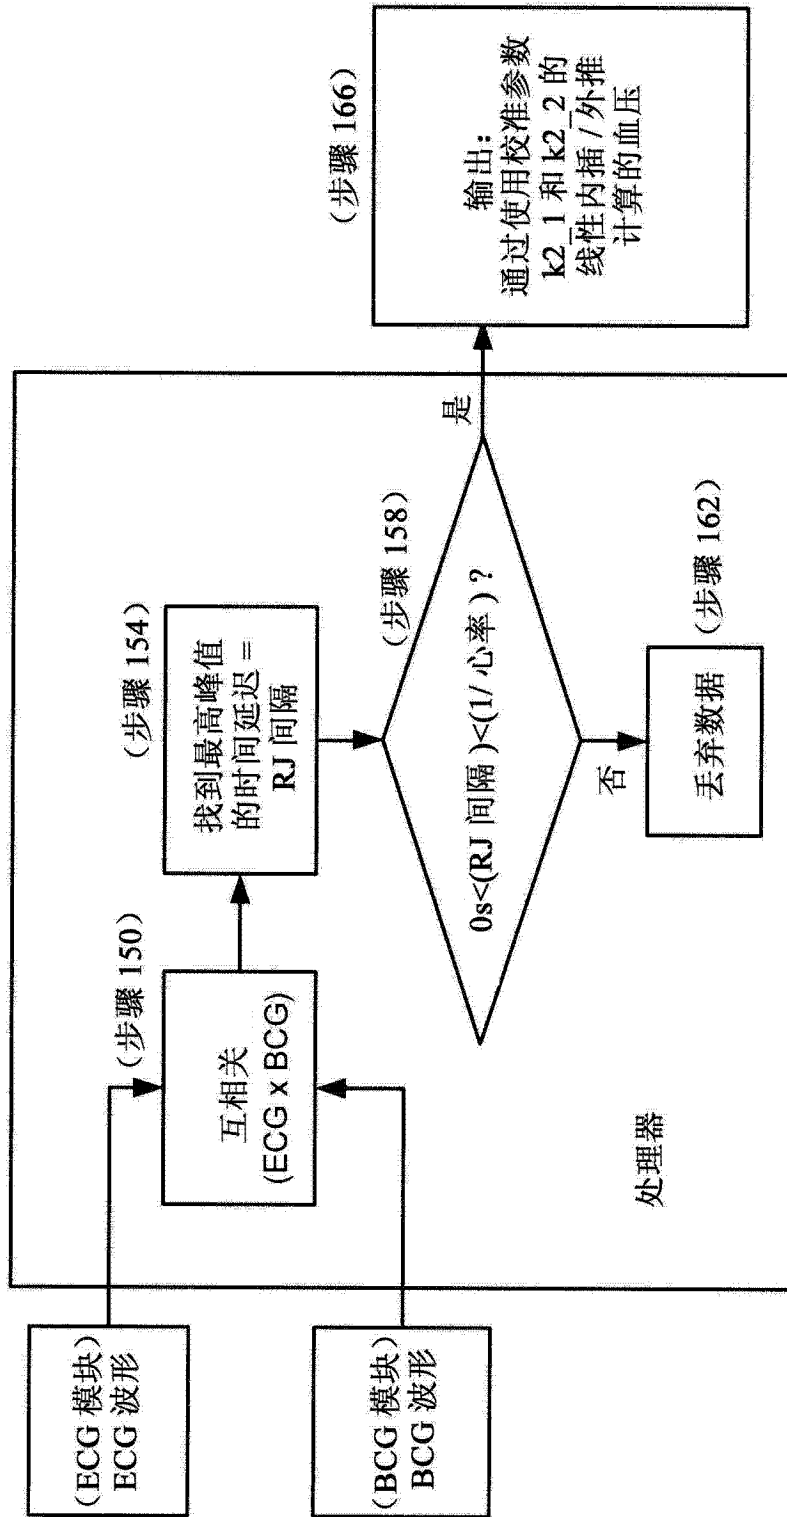 (ECG 模块)
ECG 波形
(BCG 模块)
BCG 波形
(步骤 150)
互相关
(ECG x BCG)
(步骤 154)
找到最高峰值
的时间延迟 =
RJ 间隔
(步骤 158)
0s<(RJ 间隔)<(1/ 心率) ?
是
否
(步骤 162)
丢弃数据
处理器
(步骤 166)
输出:
通过使用校准参数
k2_1 和 k2_2 的
线性内插 / 外推
计算的血压